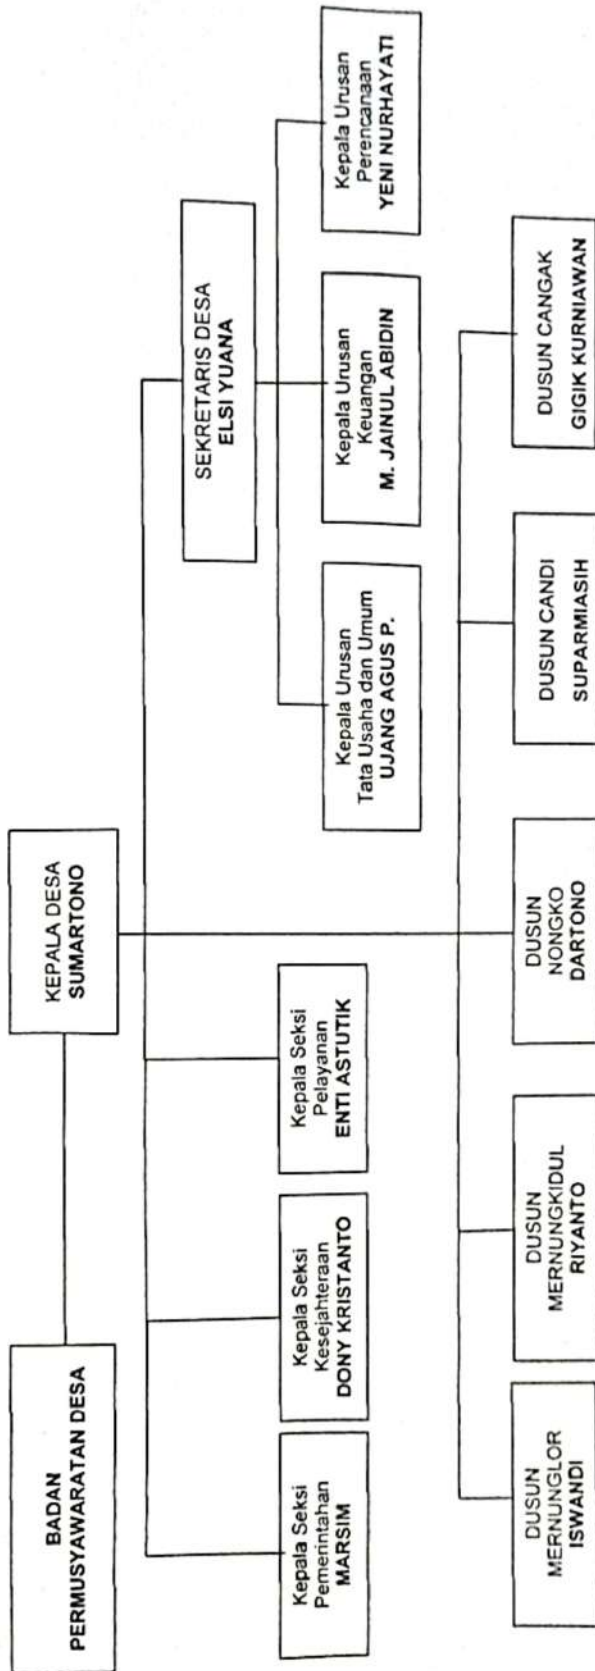 BADAN
PERMUSYAWARATAN DESA
KEPALA DESA
SUMARTONO
SEKRETARIS DESA
ELSI YUANA
Kepala Seksi
Pemerintahan
MARSIM
Kepala Seksi
Kesejahteraan
DONY KRISTANTO
Kepala Seksi
Pelayanan
ENTI ASTUTIK
Kepala Urusan
Tata Usaha dan Umum
UJANG AGUS P.
Kepala Urusan
Keuangan
M. JAINUL ABIDIN
Kepala Urusan
Perencanaan
YENI NURHAYATI
DUSUN
MERNUNGLOR
ISWANDI
DUSUN
MERNUNGKIDUL
RIYANTO
DUSUN
NONGKO
DARTONO
DUSUN CANDI
SUPARMIASIH
DUSUN CANGAK
GIGIK KURNIAWAN